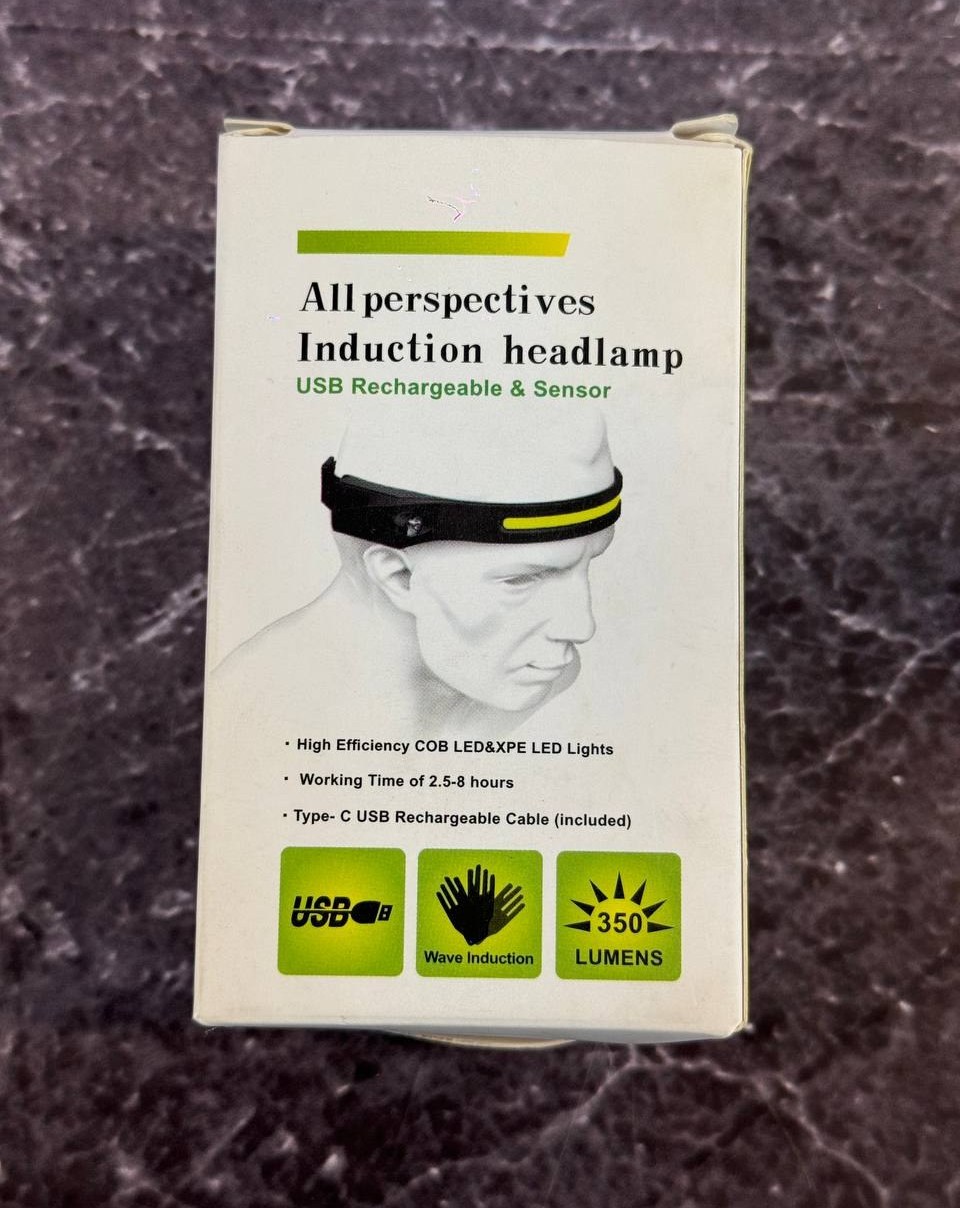 All perspectives
Induction headlamp
USB Rechargeable & Sensor
· High Efficiency COB LED&XPE LED Lights
· Working Time of 2.5-8 hours
· Type- C USB Rechargeable Cable (included)
USB
Wave Induction
350
LUMENS